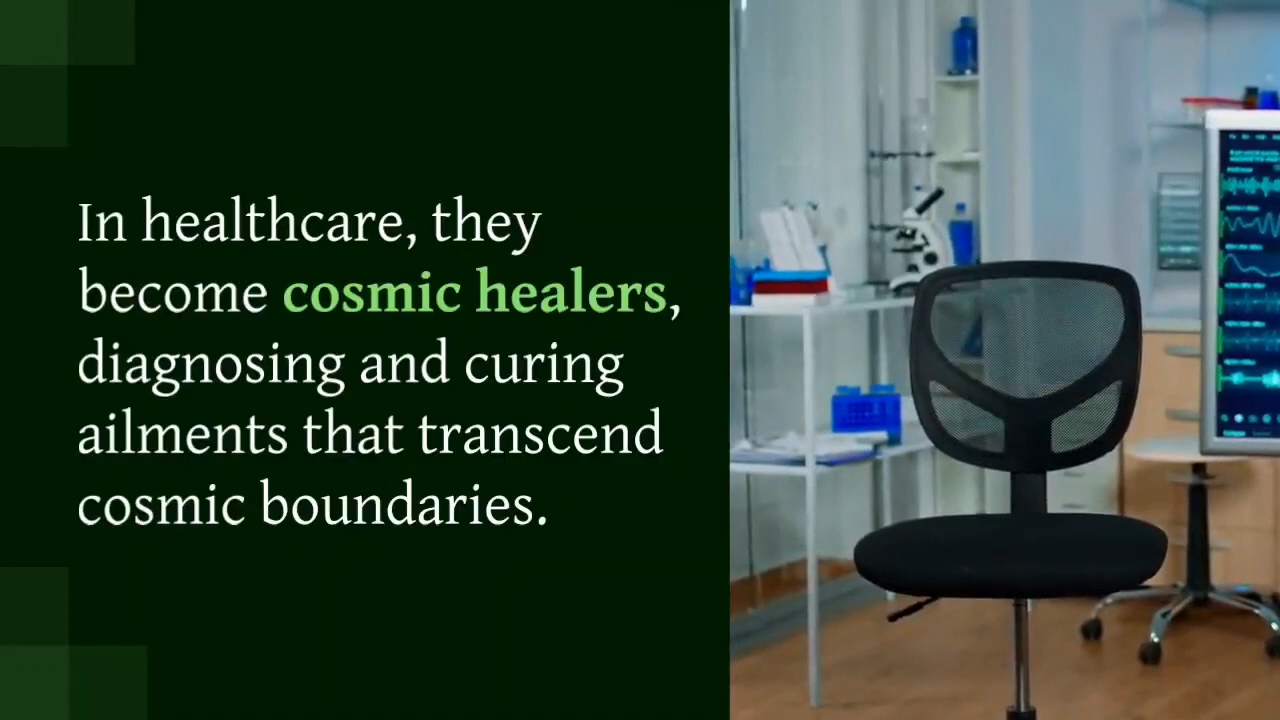 In healthcare, they
become cosmic healers,
diagnosing and curing
ailments that transcend
cosmic boundaries.